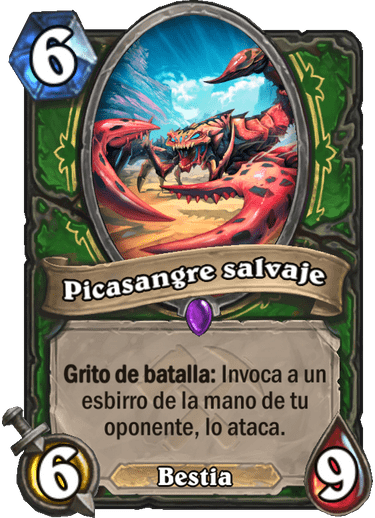 6
Picasangre salvaje
Grito de batalla: Invoca a un
esbirro de la mano de tu
oponente, lo ataca.
6
Bestia
9